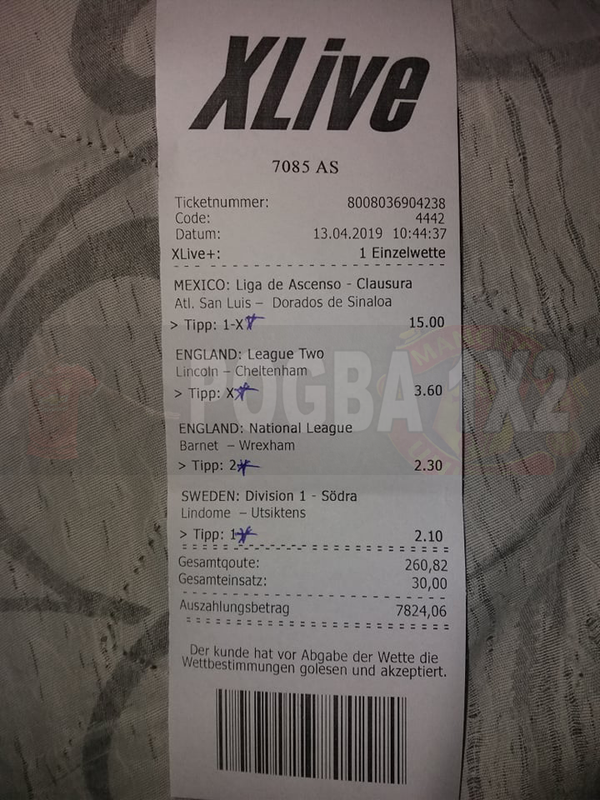 XLive
7085 AS
Ticketnummer: 8008036904238
Code: 4442
Datum: 13.04.2019 10:44:37
XLive+: 1 Einzelwette
MEXICO: Liga de Ascenso - Clausura
Atl. San Luis – Dorados de Sinaloa
> Tipp: 1-X 15.00
ENGLAND: League Two
Lincoln – Cheltenham
> Tipp: X 3.60
ENGLAND: National League
Barnet – Wrexham
> Tipp: 2 2.30
SWEDEN: Division 1 - Södra
Lindome – Utsiktens
> Tipp: 1 2.10
Gesamtqoute: 260,82
Gesamteinsatz: 30,00
Auszahlungsbetrag 7824,06
Der kunde hat vor Abgabe der Wette die
Wettbestimmungen golesen und akzeptiert.
POGBA 1X2